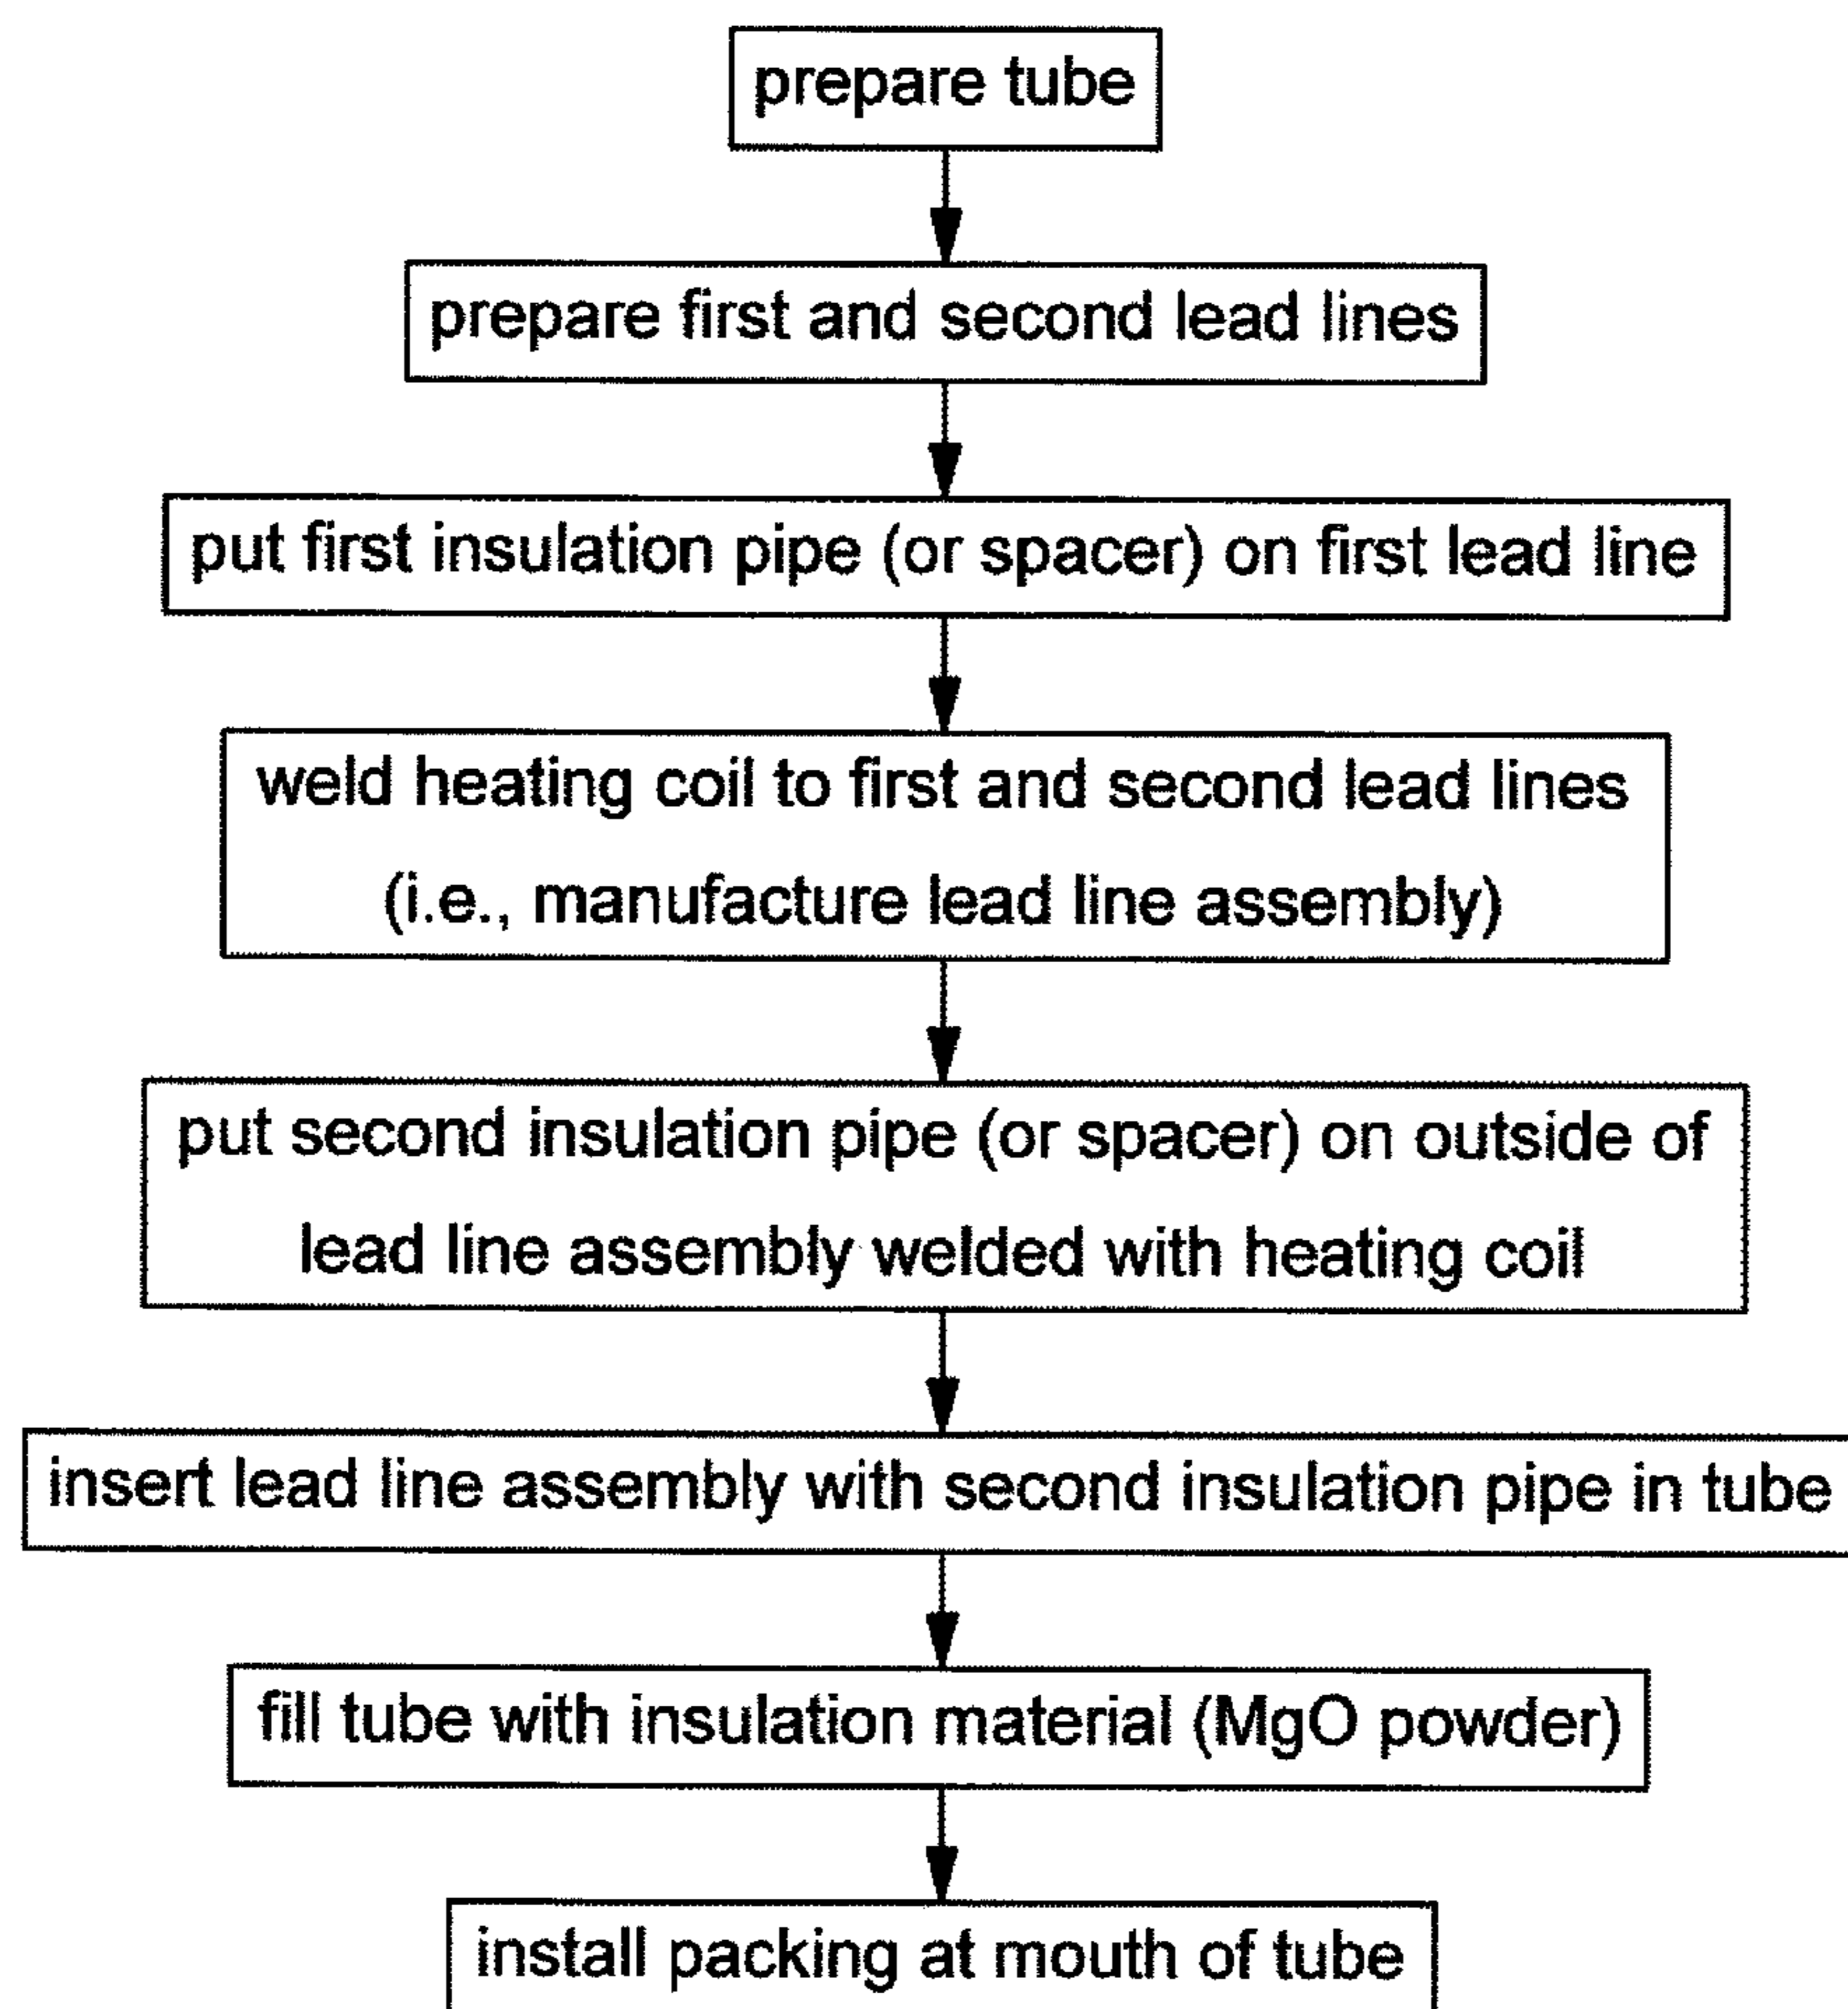 prepare tube
prepare first and second lead lines
put first insulation pipe (or spacer) on first lead line
weld heating coil to first and second lead lines
(i.e., manufacture lead line assembly)
put second insulation pipe (or spacer) on outside of
lead line assembly welded with heating coil
insert lead line assembly with second insulation pipe in tube
fill tube with insulation material (MgO powder)
install packing at mouth of tube